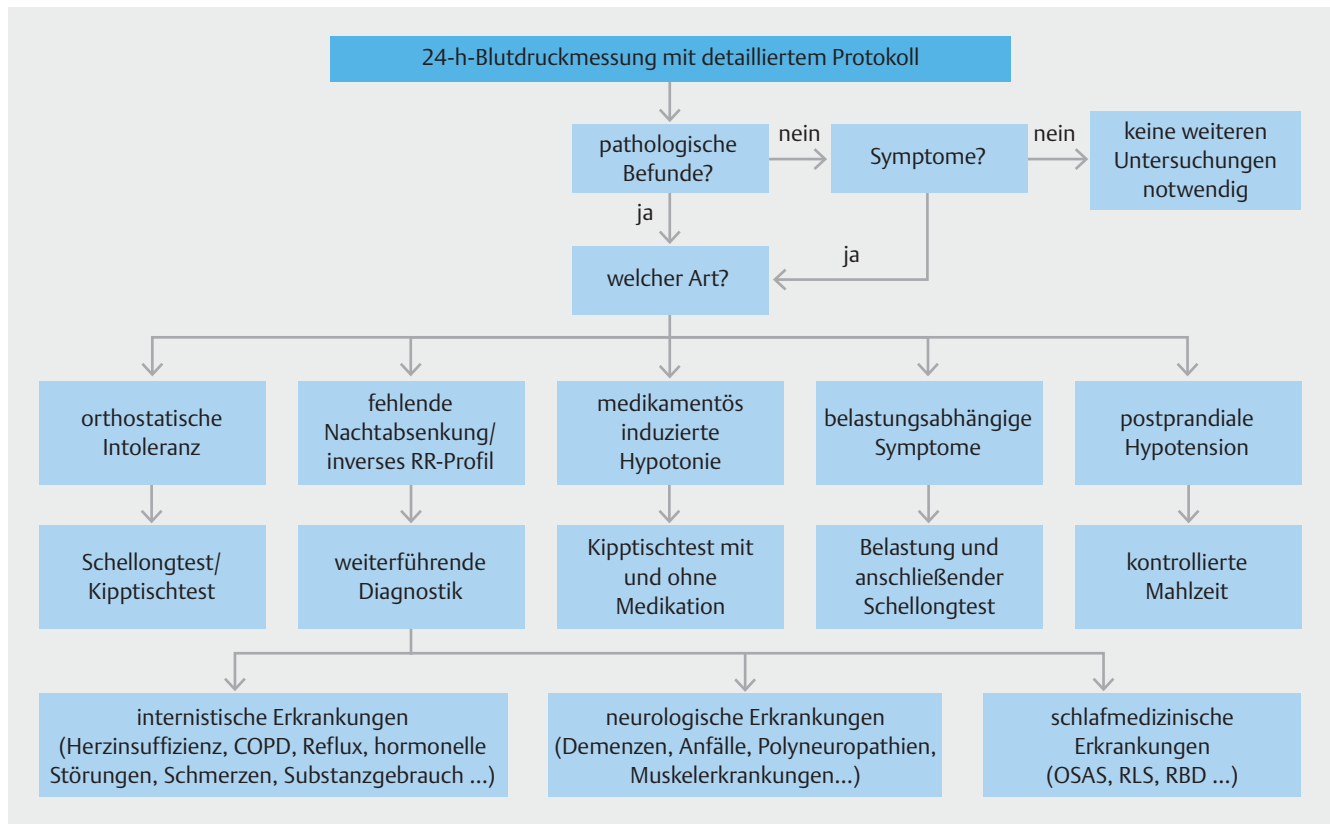 24-h-Blutdruckmessung mit detailliertem Protokoll
pathologische
Befunde?
nein
Symptome?
nein
keine weiteren
Untersuchungen
notwendig
ja
ja
welcher Art?
orthostatische
Intoleranz
fehlende
Nachtabsenkung/
inverses RR-Profil
medikamentös
induzierte
Hypotonie
belastungsabhängige
Symptome
postprandiale
Hypotension
Schellongtest/
Kipptischtest
weiterführende
Diagnostik
Kipptischtest mit
und ohne
Medikation
Belastung und
anschließender
Schellongtest
kontrollierte
Mahlzeit
internistische Erkrankungen
(Herzinsuffizienz, COPD, Reflux, hormonelle
Störungen, Schmerzen, Substanzgebrauch ...)
neurologische Erkrankungen
(Demenzen, Anfälle, Polyneuropathien,
Muskelerkrankungen...)
schlafmedizinische
Erkrankungen
(OSAS, RLS, RBD ...)